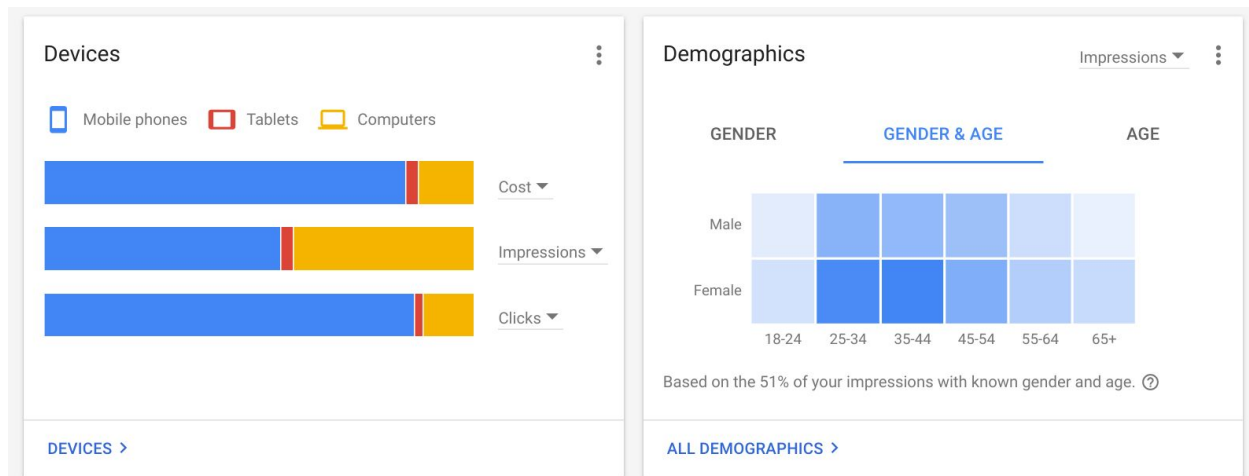 Devices
Mobile phones Tablets Computers
Cost
Impressions
Clicks
DEVICES
Demographics
Impressions
GENDER GENDER & AGE AGE
Male
Female
18-24 25-34 35-44 45-54 55-64 65+
Based on the 51% of your impressions with known gender and age. ?
ALL DEMOGRAPHICS